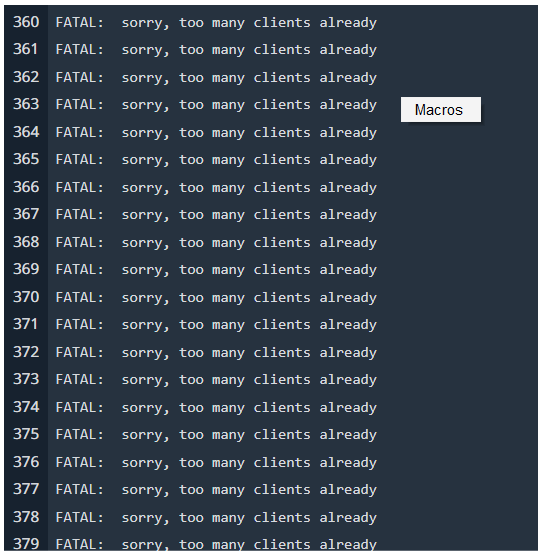 360 FATAL:  sorry, too many clients already
361 FATAL:  sorry, too many clients already
362 FATAL:  sorry, too many clients already
363 FATAL:  sorry, too many clients already Macros
364 FATAL:  sorry, too many clients already
365 FATAL:  sorry, too many clients already
366 FATAL:  sorry, too many clients already
367 FATAL:  sorry, too many clients already
368 FATAL:  sorry, too many clients already
369 FATAL:  sorry, too many clients already
370 FATAL:  sorry, too many clients already
371 FATAL:  sorry, too many clients already
372 FATAL:  sorry, too many clients already
373 FATAL:  sorry, too many clients already
374 FATAL:  sorry, too many clients already
375 FATAL:  sorry, too many clients already
376 FATAL:  sorry, too many clients already
377 FATAL:  sorry, too many clients already
378 FATAL:  sorry, too many clients already
379 FATAL:  sorry, too many clients already